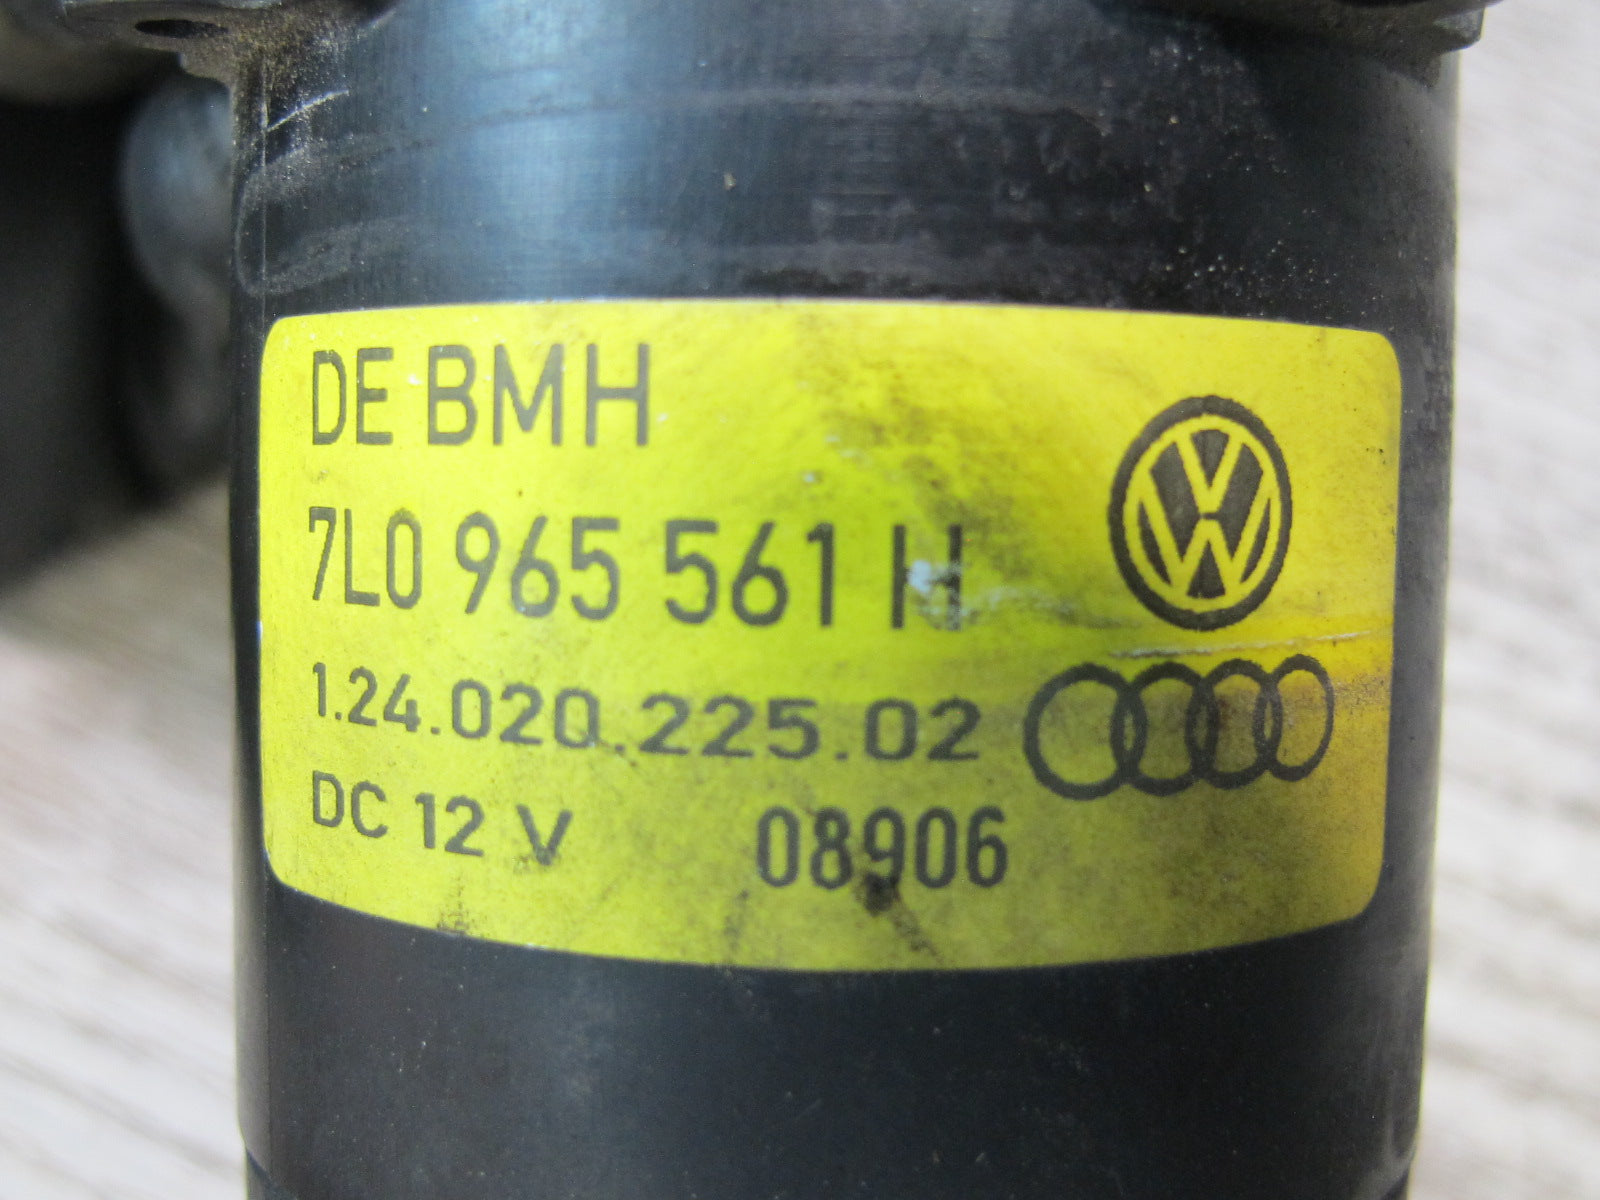 DE BMH
7L0 965 561 H
1.24.020.225.02
DC 12 V 08906